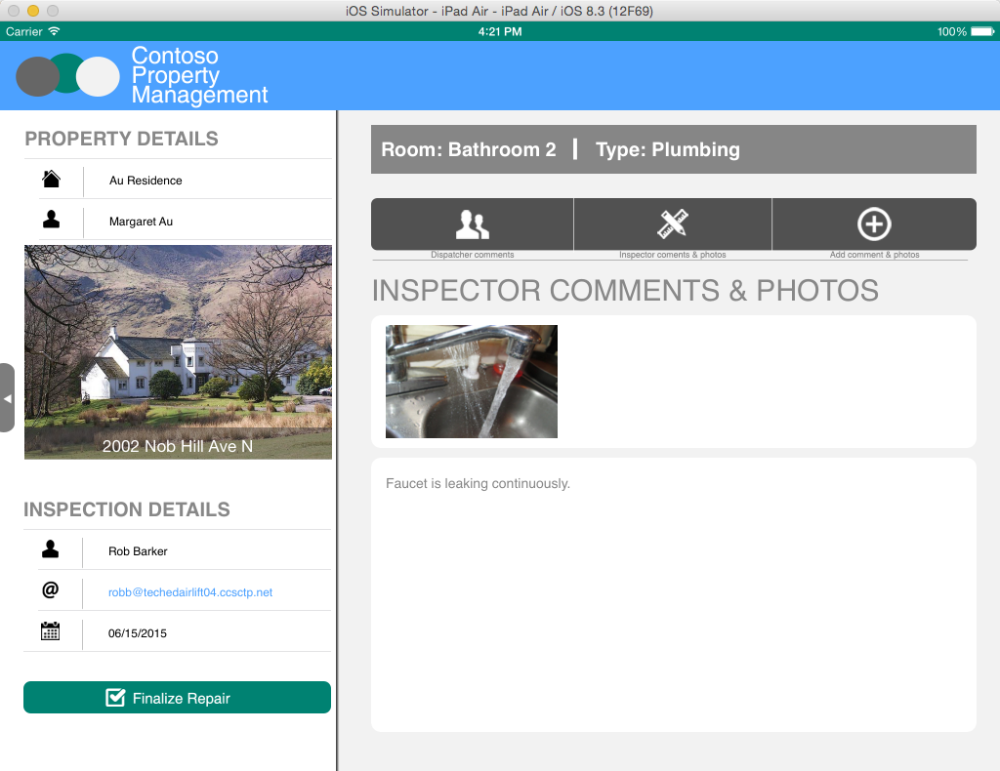 iOS Simulator - iPad Air - iPad Air / iOS 8.3 (12F69)
Carrier 4:21 PM 100%
Contoso
Property
Management
PROPERTY DETAILS
Au Residence
Margaret Au
2002 Nob Hill Ave N
INSPECTION DETAILS
Rob Barker
@ robb@techedairlift04.ccsctp.net
06/15/2015
Finalize Repair
Room: Bathroom 2 | Type: Plumbing
Dispatcher comments Inspector coments & photos Add comment & photos
INSPECTOR COMMENTS & PHOTOS
Faucet is leaking continuously.